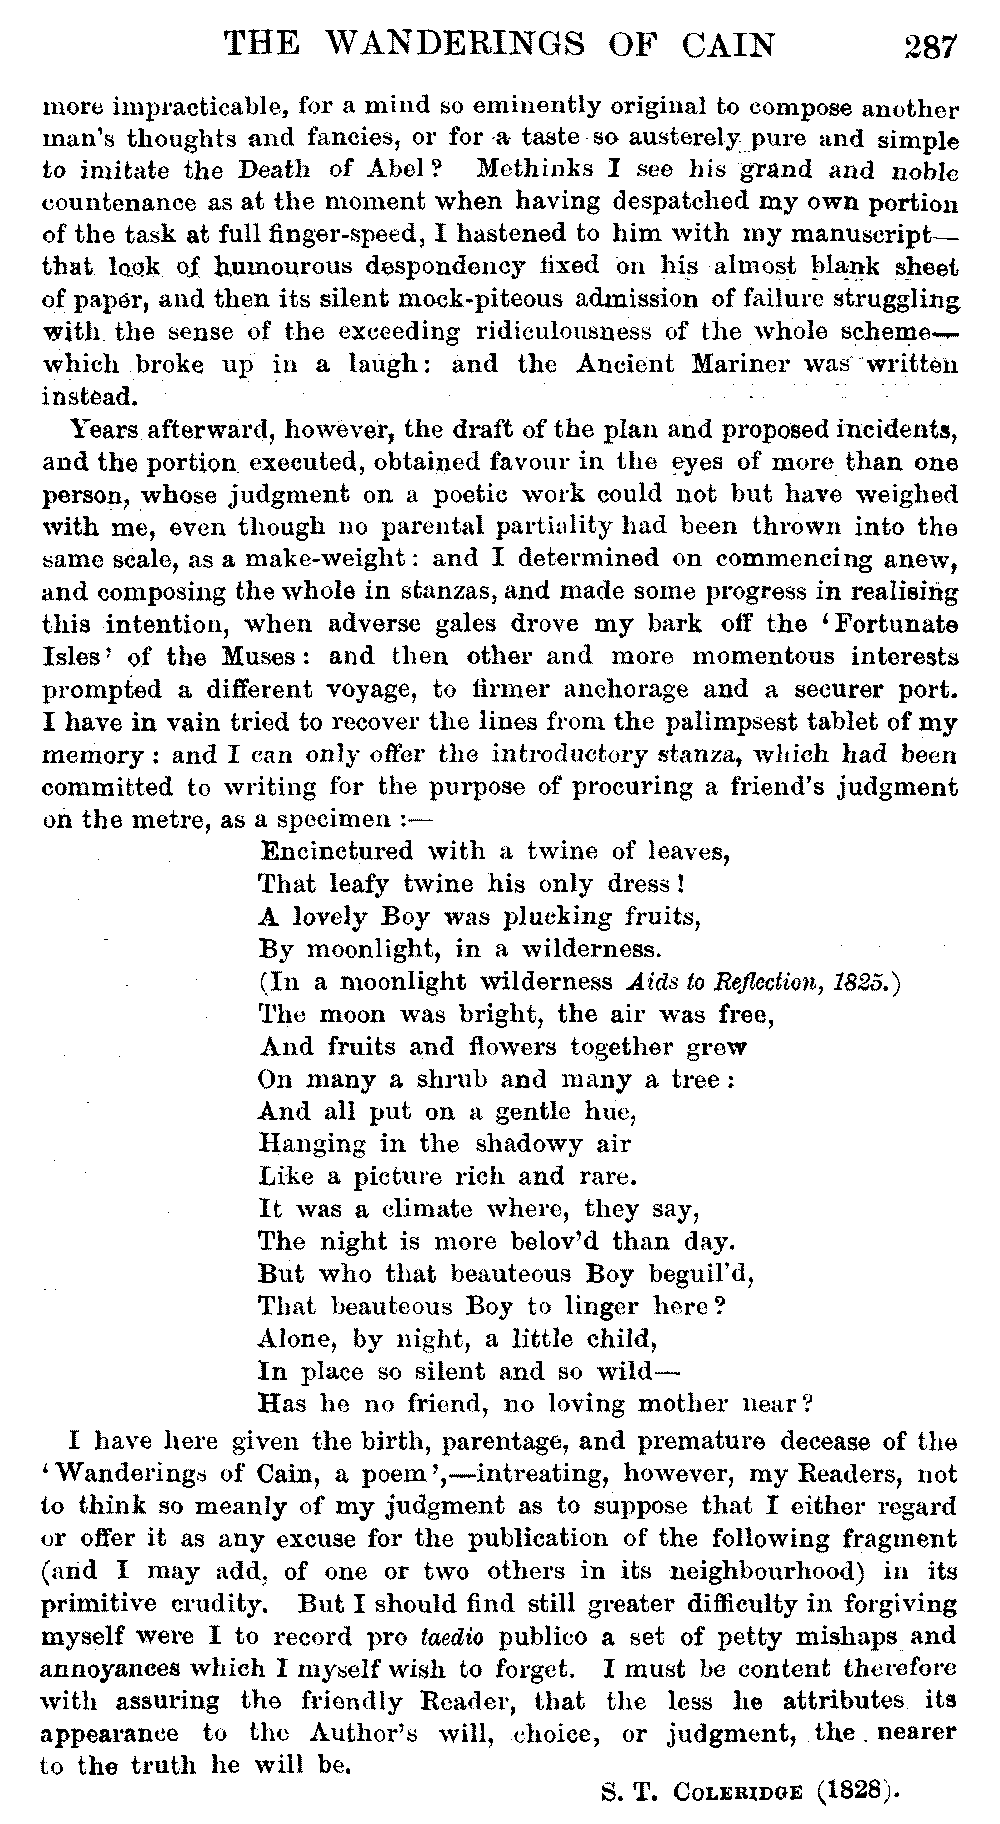 THE WANDERINGS OF CAIN 287
more impracticable, for a mind so eminently original to compose another
man's thoughts and fancies, or for a taste so austerely pure and simple
to imitate the Death of Abel? Methinks I see his grand and noble
countenance as at the moment when having despatched my own portion
of the task at full finger-speed, I hastened to him with my manuscript—
that look of humourous despondency fixed on his almost blank sheet
of paper, and then its silent mock-piteous admission of failure struggling
with the sense of the exceeding ridiculousness of the whole scheme—
which broke up in a laugh: and the Ancient Mariner was written
instead.
Years afterward, however, the draft of the plan and proposed incidents,
and the portion executed, obtained favour in the eyes of more than one
person, whose judgment on a poetic work could not but have weighed
with me, even though no parental partiality had been thrown into the
same scale, as a make-weight: and I determined on commencing anew,
and composing the whole in stanzas, and made some progress in realising
this intention, when adverse gales drove my bark off the 'Fortunate
Isles' of the Muses: and then other and more momentous interests
prompted a different voyage, to firmer anchorage and a securer port.
I have in vain tried to recover the lines from the palimpsest tablet of my
memory: and I can only offer the introductory stanza, which had been
committed to writing for the purpose of procuring a friend's judgment
on the metre, as a specimen:—
Encinctured with a twine of leaves,
That leafy twine his only dress!
A lovely Boy was plucking fruits,
By moonlight, in a wilderness.
(In a moonlight wilderness Aids to Reflection, 1825.)
The moon was bright, the air was free,
And fruits and flowers together grew
On many a shrub and many a tree:
And all put on a gentle hue,
Hanging in the shadowy air
Like a picture rich and rare.
It was a climate where, they say,
The night is more belov'd than day.
But who that beauteous Boy beguil'd,
That beauteous Boy to linger here?
Alone, by night, a little child,
In place so silent and so wild—
Has he no friend, no loving mother near?
I have here given the birth, parentage, and premature decease of the
'Wanderings of Cain, a poem',—intreating, however, my Readers, not
to think so meanly of my judgment as to suppose that I either regard
or offer it as any excuse for the publication of the following fragment
(and I may add, of one or two others in its neighbourhood) in its
primitive crudity. But I should find still greater difficulty in forgiving
myself were I to record pro taedio publico a set of petty mishaps and
annoyances which I myself wish to forget. I must be content therefore
with assuring the friendly Reader, that the less he attributes its
appearance to the Author's will, choice, or judgment, the nearer
to the truth he will be.
S. T. COLERIDGE (1828).